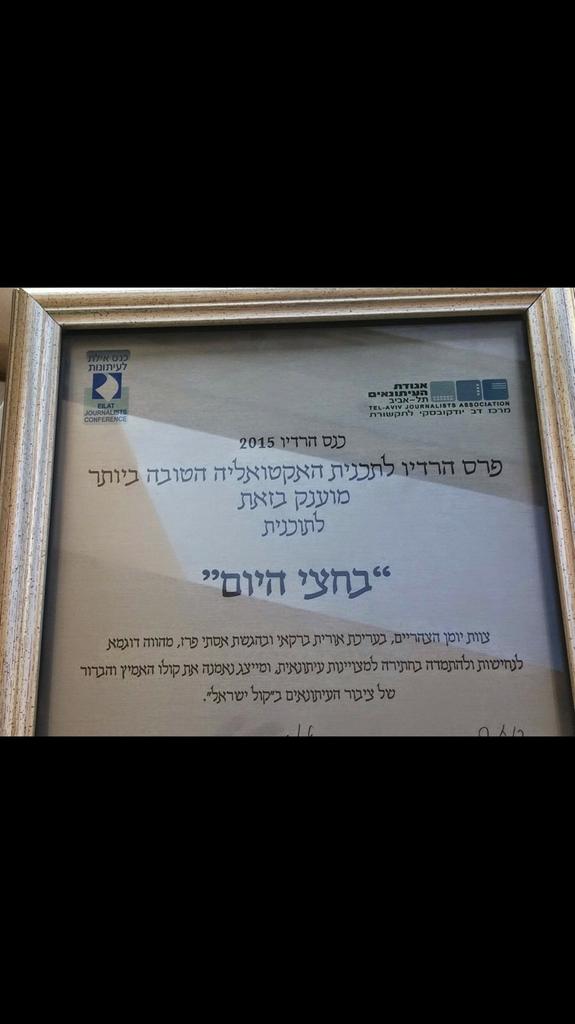 כנס אילת
לעיתונות
EILAT
JOURNALISTS
CONFERENCE
אגודת
העיתונאים
תל-אביב
TEL-AVIV JOURNALISTS ASSOCIATION
מרכז דב יודקובסקי לתקשורת
כנס הרדיו 2015
פרס הרדיו לתכנית האקטואליה הטובה ביותר
מוענק בזאת
לתוכנית
"בחצי היום"
צוות יומן הצהריים, בעריכת אורית ברקאי ובהגשת אסתי פרז, מהווה דוגמא
לנחישות ולהתמדה בחתירה למצויינות עיתונאית, ומייצג נאמנה את קולו האמיץ והברור
של ציבור העיתונאים ב"קול ישראל".